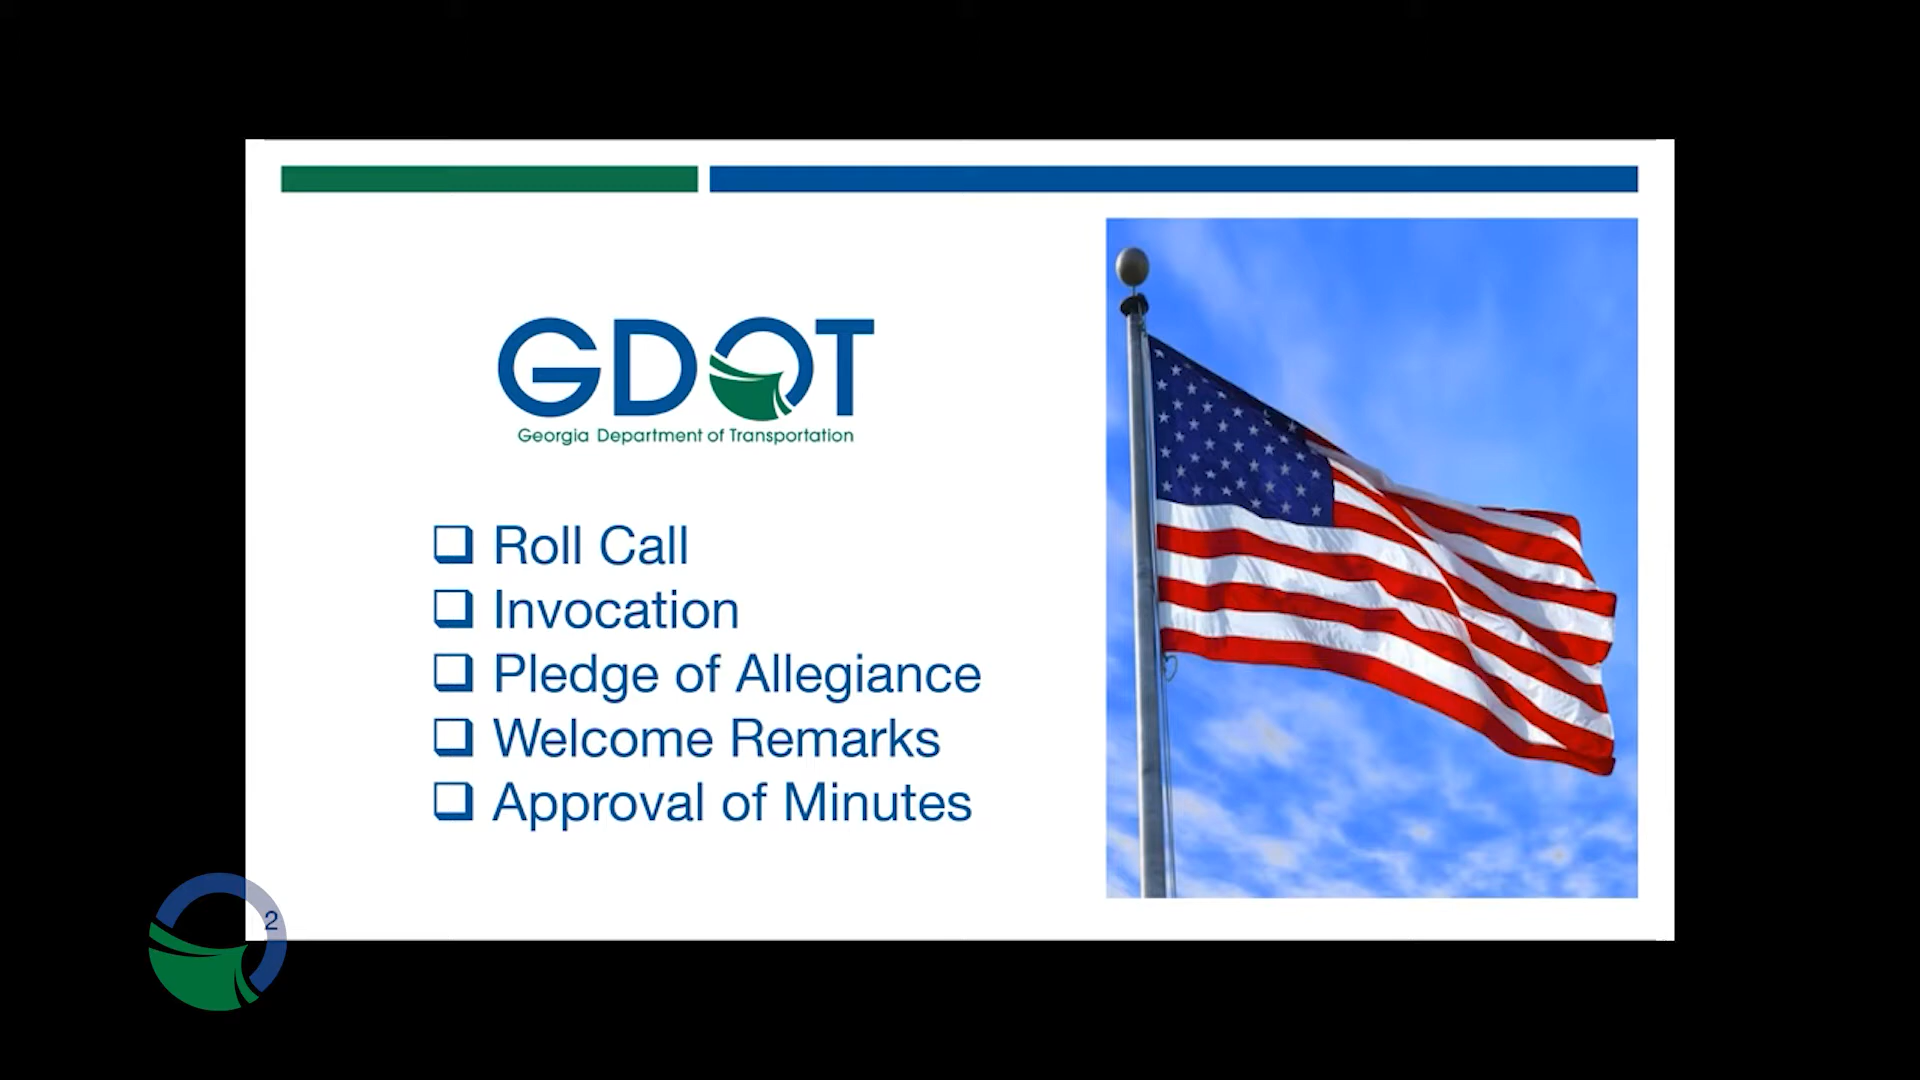 GDOT
Georgia Department of Transportation
❑ Roll Call
❑ Invocation
❑ Pledge of Allegiance
❑ Welcome Remarks
❑ Approval of Minutes
2